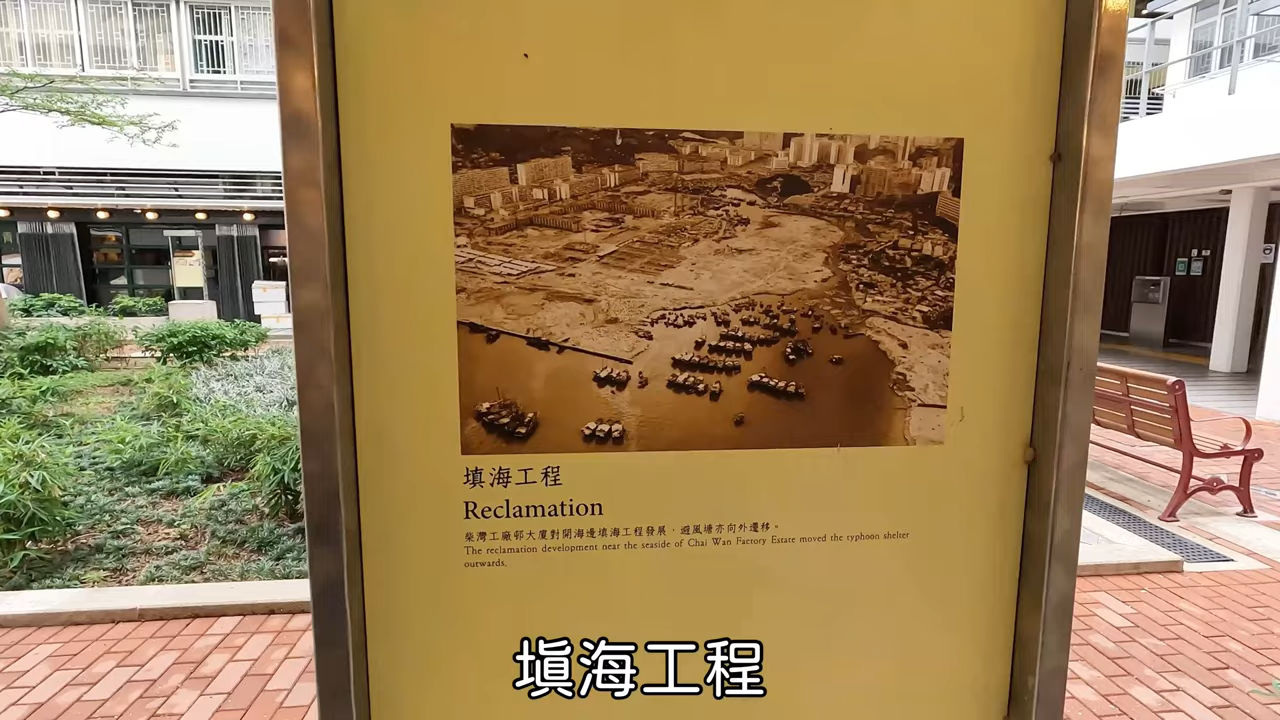 填海工程
Reclamation
柴灣工廠邨大廈對開海邊填海工程發展，避風塘亦向外遷移。
The reclamation development near the seaside of Chai Wan Factory Estate moved the typhoon shelter
outwards.
填海工程